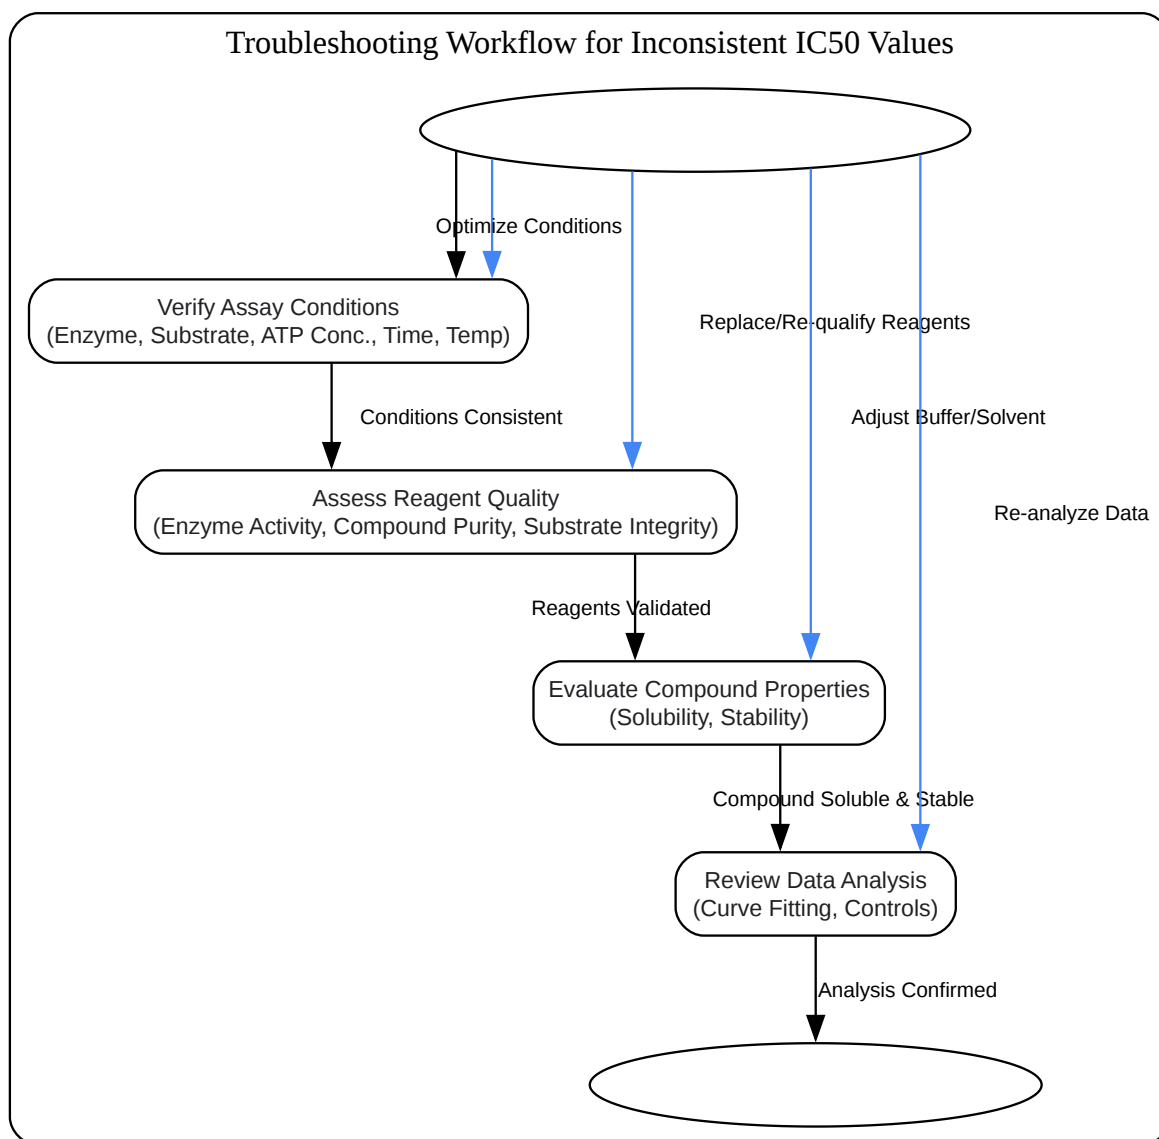 Troubleshooting Workflow for Inconsistent IC50 Values
Optimize Conditions
Verify Assay Conditions
(Enzyme, Substrate, ATP Conc., Time, Temp)
Replace/Re-qualify Reagents
Conditions Consistent
Adjust Buffer/Solvent
Assess Reagent Quality
(Enzyme Activity, Compound Purity, Substrate Integrity)
Re-analyze Data
Reagents Validated
Evaluate Compound Properties
(Solubility, Stability)
Compound Soluble & Stable
Review Data Analysis
(Curve Fitting, Controls)
Analysis Confirmed